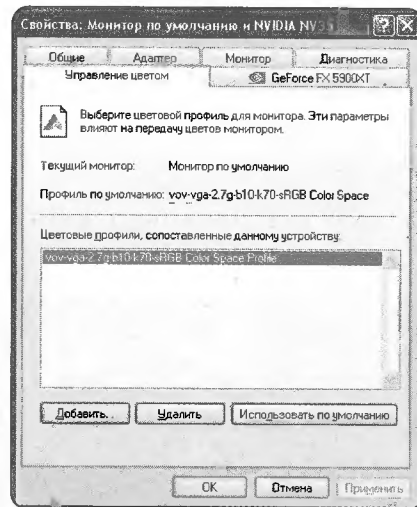 Свойства: Монитор по умолчанию и NVIDIA NV35
Общие Адаптер Монитор Диагностика
Управление цветом GeForce FX 5900XT
Выберите цветовой профиль для монитора. Эти параметры
влияют на передачу цветов монитором.
Текущий монитор: Монитор по умолчанию
Профиль по умолчанию: vov-vga-2.7g-b10-k70-sRGB Color Space
Цветовые профили, сопоставленные данному устройству:
vov-vga-2.7g-b10-k70-sRGB Color Space Profile
Добавить... Удалить Использовать по умолчанию
OK Отмена Применить